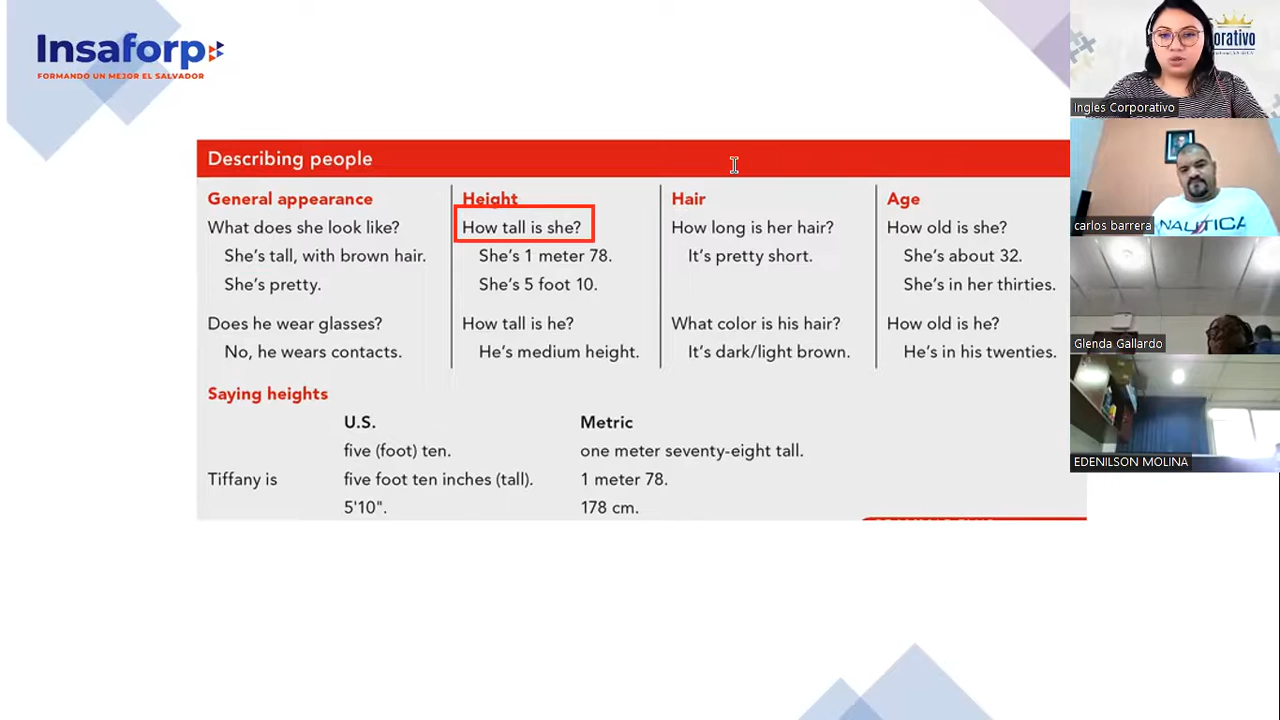 Insaforp
FORMANDO UN MEJOR EL SALVADOR
Describing people
General appearance
What does she look like?
She's tall, with brown hair.
She's pretty.
Does he wear glasses?
No, he wears contacts.
Height
How tall is she?
She's 1 meter 78.
She's 5 foot 10.
How tall is he?
He's medium height.
Hair
How long is her hair?
It's pretty short.
What color is his hair?
It's dark/light brown.
Age
How old is she?
She's about 32.
She's in her thirties.
How old is he?
He's in his twenties.
Saying heights
U.S.
Metric
five (foot) ten.
one meter seventy-eight tall.
Tiffany is
five foot ten inches (tall).
1 meter 78.
5'10".
178 cm.
orativo
Ingles Corporativo
carlos barrera
NAUTICA
Glenda Gallardo
EDENILSON MOLINA